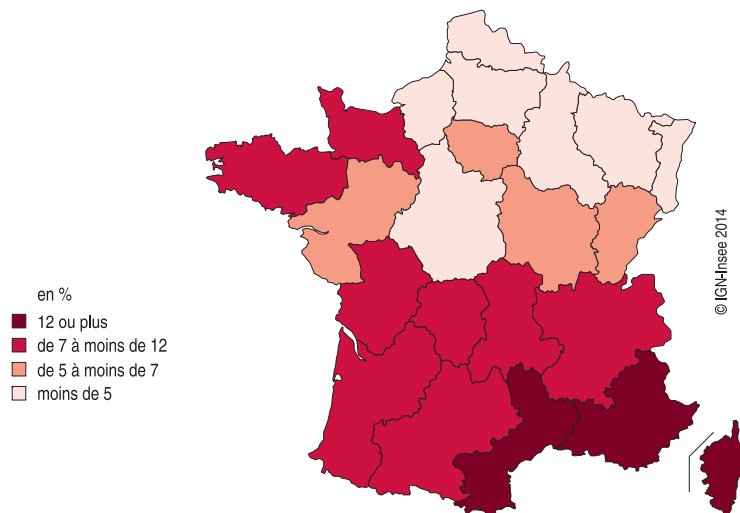 en %
12 ou plus
de 7 à moins de 12
de 5 à moins de 7
moins de 5
© IGN-Insee 2014